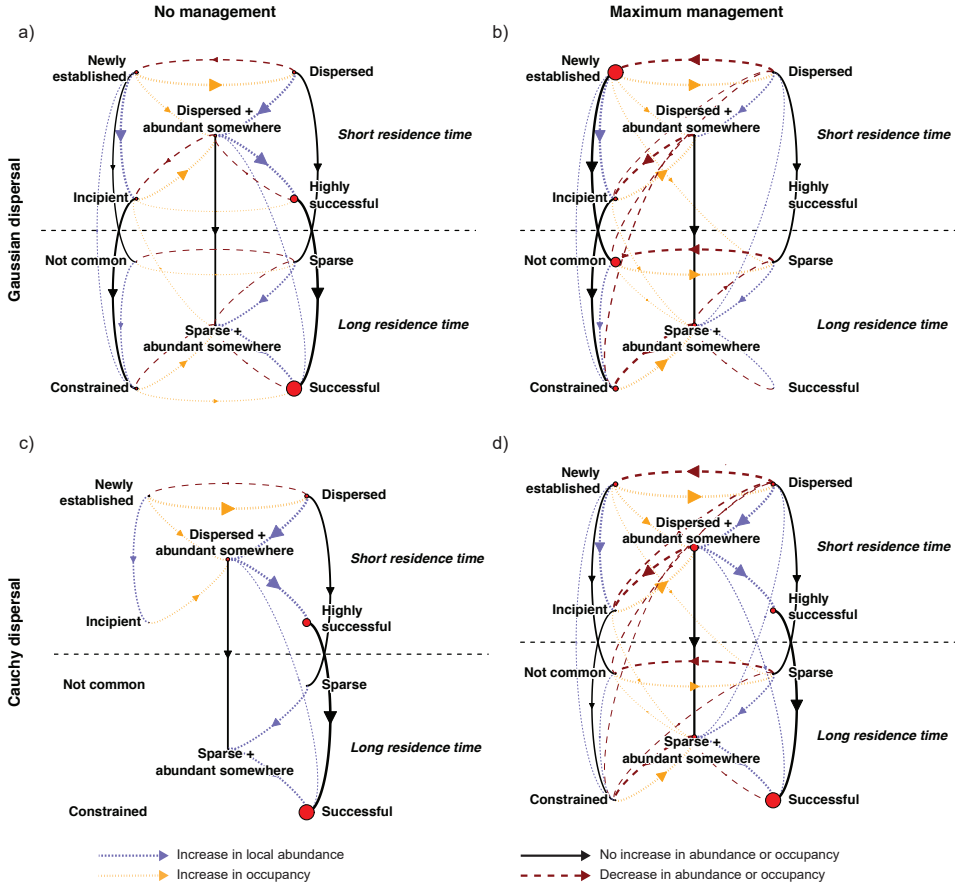 No management
Maximum management
a)
b)
Gaussian dispersal
Newly
established
Dispersed
Dispersed +
abundant somewhere
Short residence time
Incipient
Highly
successful
Not common
Sparse
Sparse +
abundant somewhere
Long residence time
Constrained
Successful
Newly
established
Dispersed
Dispersed +
abundant somewhere
Short residence time
Incipient
Highly
successful
Not common
Sparse
Sparse +
abundant somewhere
Long residence time
Constrained
Successful
c)
d)
Cauchy dispersal
Newly
established
Dispersed
Dispersed +
abundant somewhere
Short residence time
Incipient
Highly
successful
Not common
Sparse
Sparse +
abundant somewhere
Long residence time
Constrained
Successful
Newly
established
Dispersed
Dispersed +
abundant somewhere
Short residence time
Incipient
Highly
successful
Not common
Sparse
Sparse +
abundant somewhere
Long residence time
Constrained
Successful
Increase in local abundance
Increase in occupancy
No increase in abundance or occupancy
Decrease in abundance or occupancy